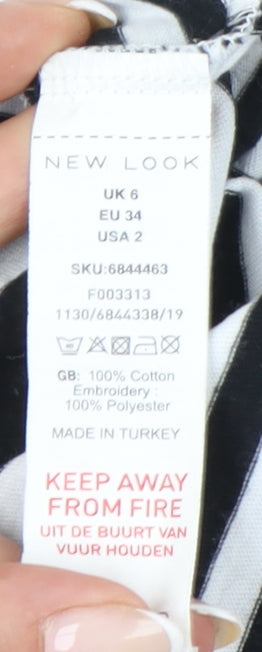 NEW LOOK
UK 6
EU 34
USA 2
SKU:6844463
F003313
1130/6844338/19
GB: 100% Cotton
Embroidery :
100% Polyester
MADE IN TURKEY
KEEP AWAY
FROM FIRE
UIT DE BUURT VAN
VUUR HOUDEN